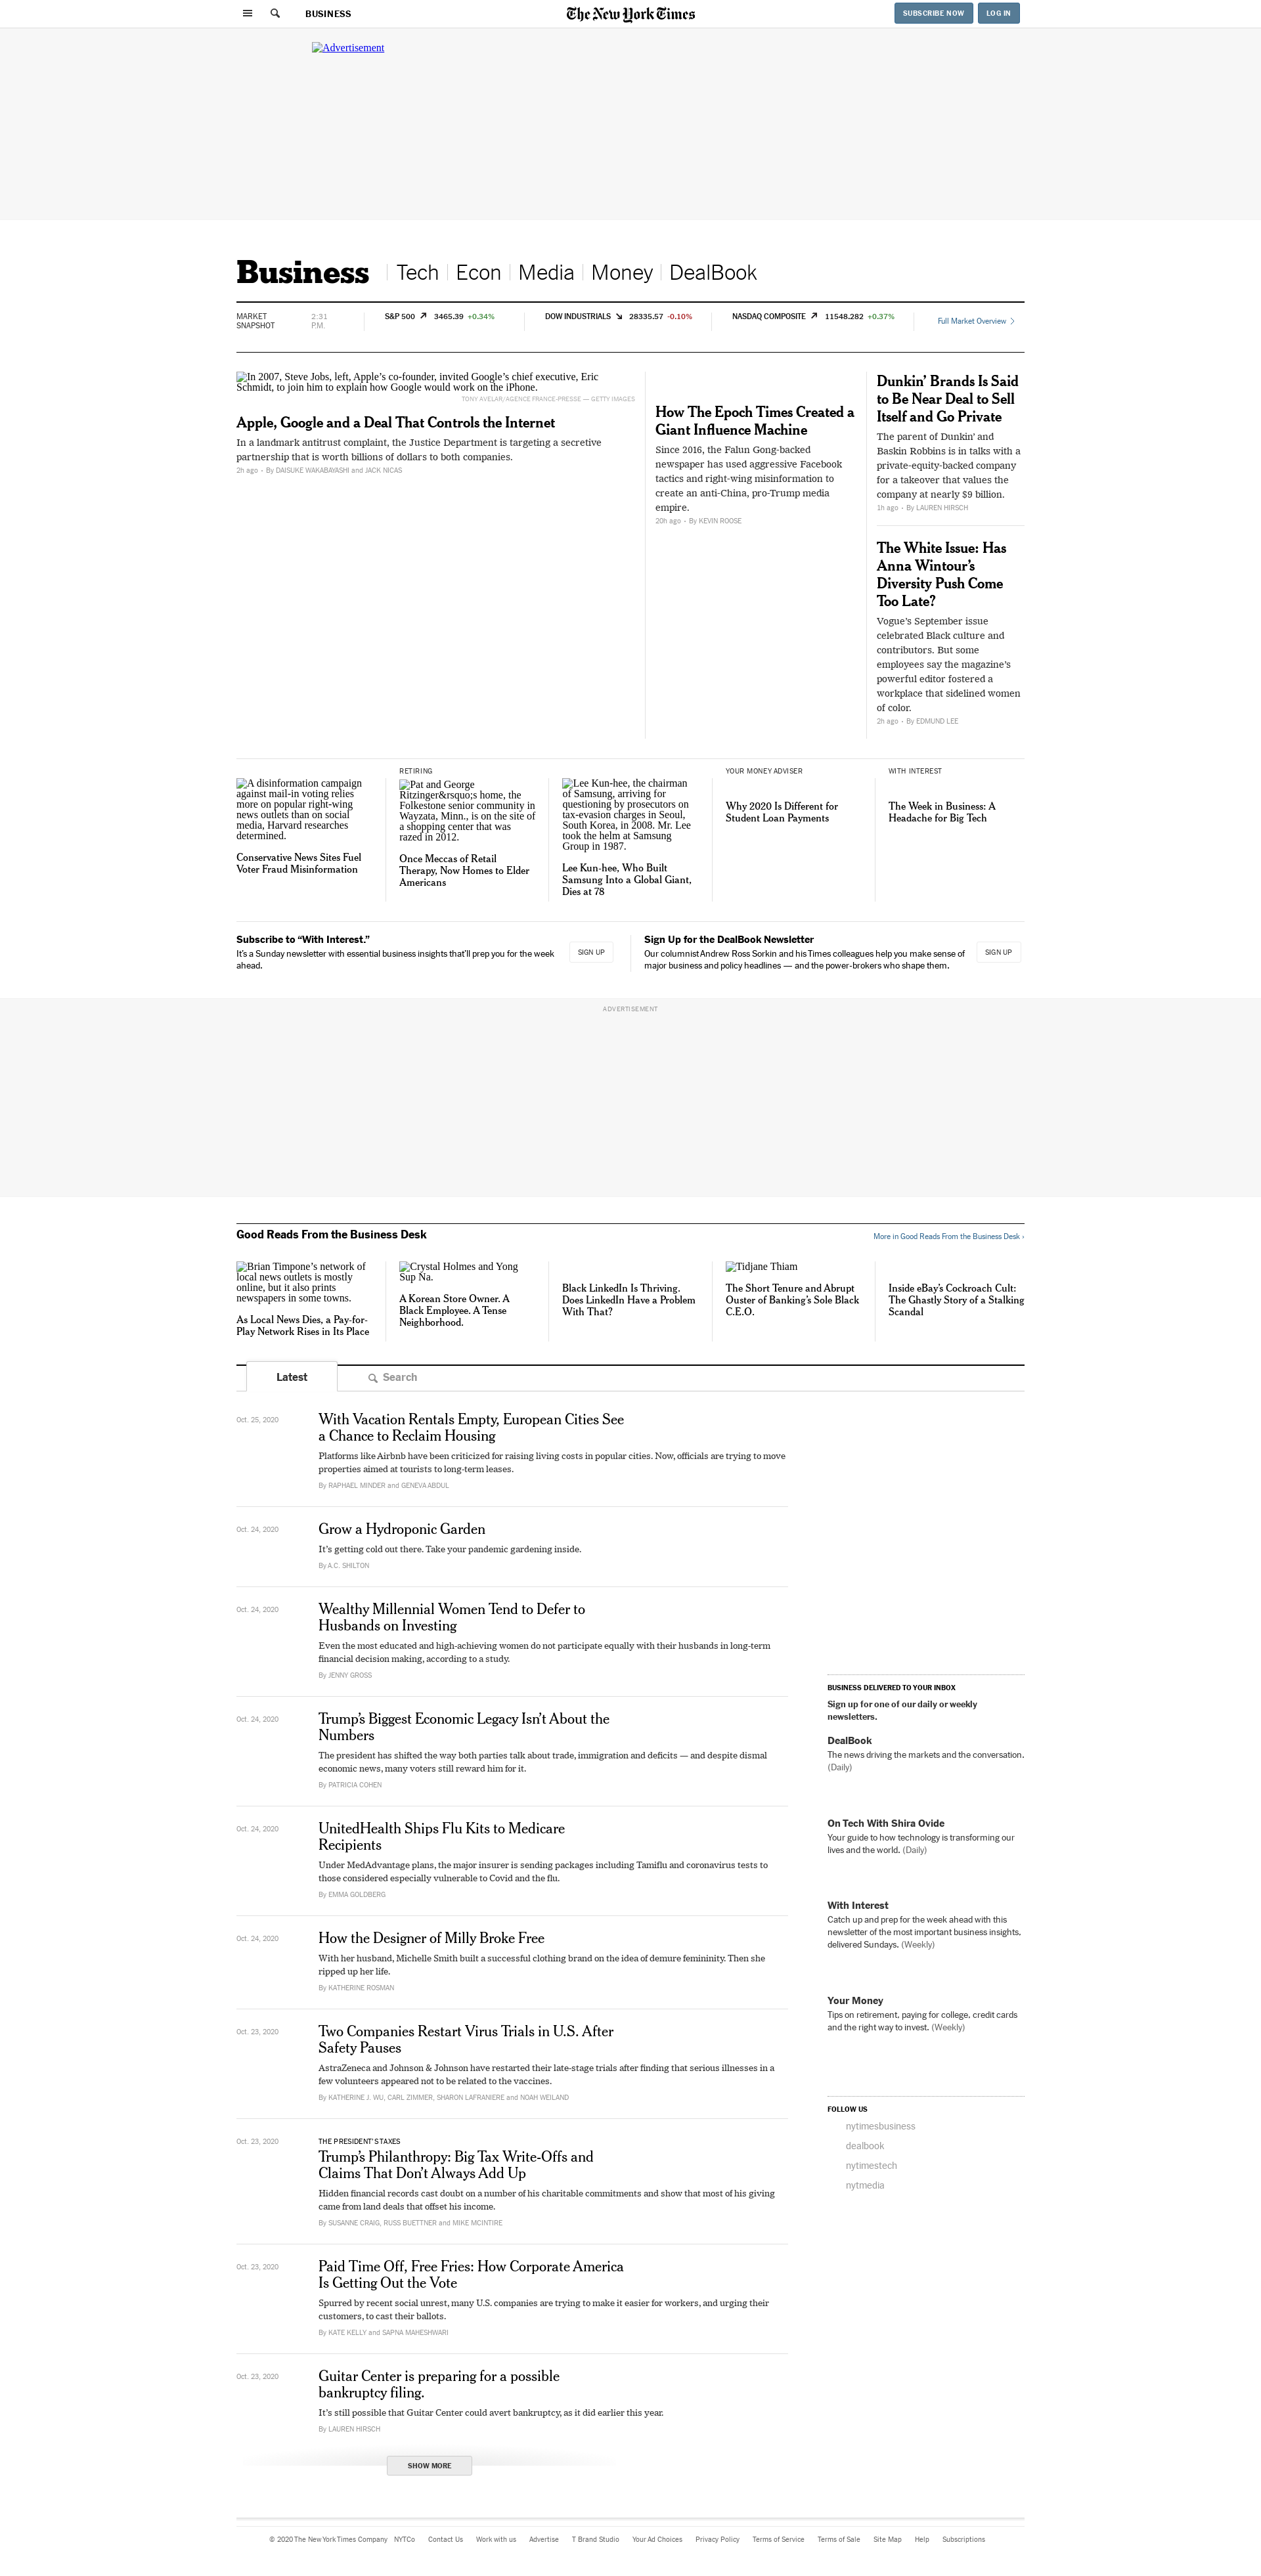 BUSINESS
The New York Times
SUBSCRIBE NOW
LOG IN
Advertisement
Business
Tech
Econ
Media
Money
DealBook
MARKET
SNAPSHOT
2:31
P.M.
S&P 500 3465.39 +0.34%
DOW INDUSTRIALS 28335.57 -0.10%
NASDAQ COMPOSITE 11548.282 +0.37%
Full Market Overview
In 2007, Steve Jobs, left, Apple’s co-founder, invited Google’s chief executive, Eric
Schmidt, to join him to explain how Google would work on the iPhone.
TONY AVELAR/AGENCE FRANCE-PRESSE — GETTY IMAGES
Apple, Google and a Deal That Controls the Internet
In a landmark antitrust complaint, the Justice Department is targeting a secretive
partnership that is worth billions of dollars to both companies.
2h ago • By DAISUKE WAKABAYASHI and JACK NICAS
How The Epoch Times Created a
Giant Influence Machine
Since 2016, the Falun Gong-backed
newspaper has used aggressive Facebook
tactics and right-wing misinformation to
create an anti-China, pro-Trump media
empire.
20h ago • By KEVIN ROOSE
Dunkin’ Brands Is Said
to Be Near Deal to Sell
Itself and Go Private
The parent of Dunkin’ and
Baskin Robbins is in talks with a
private-equity-backed company
for a takeover that values the
company at nearly $9 billion.
1h ago • By LAUREN HIRSCH
The White Issue: Has
Anna Wintour’s
Diversity Push Come
Too Late?
Vogue’s September issue
celebrated Black culture and
contributors. But some
employees say the magazine’s
powerful editor fostered a
workplace that sidelined women
of color.
2h ago • By EDMUND LEE
A disinformation campaign
against mail-in voting relies
more on popular right-wing
news outlets than on social
media, Harvard researches
determined.
Conservative News Sites Fuel
Voter Fraud Misinformation
RETIRING
Pat and George
Ritzinger&rsquo;s home, the
Folkestone senior community in
Wayzata, Minn., is on the site of
a shopping center that was
razed in 2012.
Once Meccas of Retail
Therapy, Now Homes to Elder
Americans
Lee Kun-hee, the chairman
of Samsung, arriving for
questioning by prosecutors on
tax-evasion charges in Seoul,
South Korea, in 2008. Mr. Lee
took the helm at Samsung
Group in 1987.
Lee Kun-hee, Who Built
Samsung Into a Global Giant,
Dies at 78
YOUR MONEY ADVISER
Why 2020 Is Different for
Student Loan Payments
WITH INTEREST
The Week in Business: A
Headache for Big Tech
Subscribe to “With Interest.”
It’s a Sunday newsletter with essential business insights that’ll prep you for the week
ahead.
SIGN UP
Sign Up for the DealBook Newsletter
Our columnist Andrew Ross Sorkin and his Times colleagues help you make sense of
major business and policy headlines — and the power-brokers who shape them.
SIGN UP
ADVERTISEMENT
Good Reads From the Business Desk
More in Good Reads From the Business Desk ›
Brian Timpone’s network of
local news outlets is mostly
online, but it also prints
newspapers in some towns.
As Local News Dies, a Pay-for-
Play Network Rises in Its Place
Crystal Holmes and Yong
Sup Na.
A Korean Store Owner. A
Black Employee. A Tense
Neighborhood.
Black LinkedIn Is Thriving.
Does LinkedIn Have a Problem
With That?
Tidjane Thiam
The Short Tenure and Abrupt
Ouster of Banking’s Sole Black
C.E.O.
Inside eBay’s Cockroach Cult:
The Ghastly Story of a Stalking
Scandal
Latest
Search
Oct. 25, 2020
With Vacation Rentals Empty, European Cities See
a Chance to Reclaim Housing
Platforms like Airbnb have been criticized for raising living costs in popular cities. Now, officials are trying to move
properties aimed at tourists to long-term leases.
By RAPHAEL MINDER and GENEVA ABDUL
Oct. 24, 2020
Grow a Hydroponic Garden
It’s getting cold out there. Take your pandemic gardening inside.
By A.C. SHILTON
Oct. 24, 2020
Wealthy Millennial Women Tend to Defer to
Husbands on Investing
Even the most educated and high-achieving women do not participate equally with their husbands in long-term
financial decision making, according to a study.
By JENNY GROSS
Oct. 24, 2020
Trump’s Biggest Economic Legacy Isn’t About the
Numbers
The president has shifted the way both parties talk about trade, immigration and deficits — and despite dismal
economic news, many voters still reward him for it.
By PATRICIA COHEN
Oct. 24, 2020
UnitedHealth Ships Flu Kits to Medicare
Recipients
Under MedAdvantage plans, the major insurer is sending packages including Tamiflu and coronavirus tests to
those considered especially vulnerable to Covid and the flu.
By EMMA GOLDBERG
Oct. 24, 2020
How the Designer of Milly Broke Free
With her husband, Michelle Smith built a successful clothing brand on the idea of demure femininity. Then she
ripped up her life.
By KATHERINE ROSMAN
Oct. 23, 2020
Two Companies Restart Virus Trials in U.S. After
Safety Pauses
AstraZeneca and Johnson & Johnson have restarted their late-stage trials after finding that serious illnesses in a
few volunteers appeared not to be related to the vaccines.
By KATHERINE J. WU, CARL ZIMMER, SHARON LAFRANIERE and NOAH WEILAND
Oct. 23, 2020
THE PRESIDENT’S TAXES
Trump’s Philanthropy: Big Tax Write-Offs and
Claims That Don’t Always Add Up
Hidden financial records cast doubt on a number of his charitable commitments and show that most of his giving
came from land deals that offset his income.
By SUSANNE CRAIG, RUSS BUETTNER and MIKE MCINTIRE
Oct. 23, 2020
Paid Time Off, Free Fries: How Corporate America
Is Getting Out the Vote
Spurred by recent social unrest, many U.S. companies are trying to make it easier for workers, and urging their
customers, to cast their ballots.
By KATE KELLY and SAPNA MAHESHWARI
Oct. 23, 2020
Guitar Center is preparing for a possible
bankruptcy filing.
It’s still possible that Guitar Center could avert bankruptcy, as it did earlier this year.
By LAUREN HIRSCH
SHOW MORE
BUSINESS DELIVERED TO YOUR INBOX
Sign up for one of our daily or weekly
newsletters.
DealBook
The news driving the markets and the conversation.
(Daily)
On Tech With Shira Ovide
Your guide to how technology is transforming our
lives and the world. (Daily)
With Interest
Catch up and prep for the week ahead with this
newsletter of the most important business insights,
delivered Sundays. (Weekly)
Your Money
Tips on retirement, paying for college, credit cards
and the right way to invest. (Weekly)
FOLLOW US
nytimesbusiness
dealbook
nytimestech
nytmedia
© 2020 The New York Times Company NYTCo Contact Us Work with us Advertise T Brand Studio Your Ad Choices Privacy Policy Terms of Service Terms of Sale Site Map Help Subscriptions